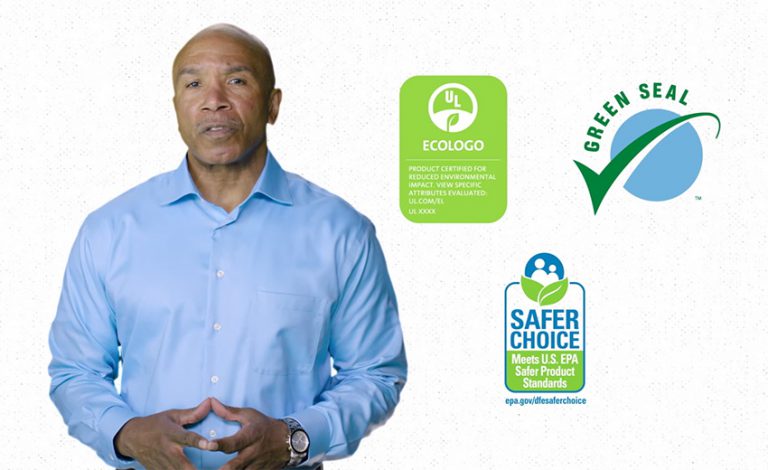 UL
ECOLOGO
PRODUCT CERTIFIED FOR
REDUCED ENVIRONMENTAL
IMPACT. VIEW SPECIFIC
ATTRIBUTES EVALUATED:
UL.COM/EL
UL XXXX
GREEN SEAL
TM
SAFER
CHOICE
Meets U.S. EPA
Safer Product
Standards
epa.gov/dfesaferchoice